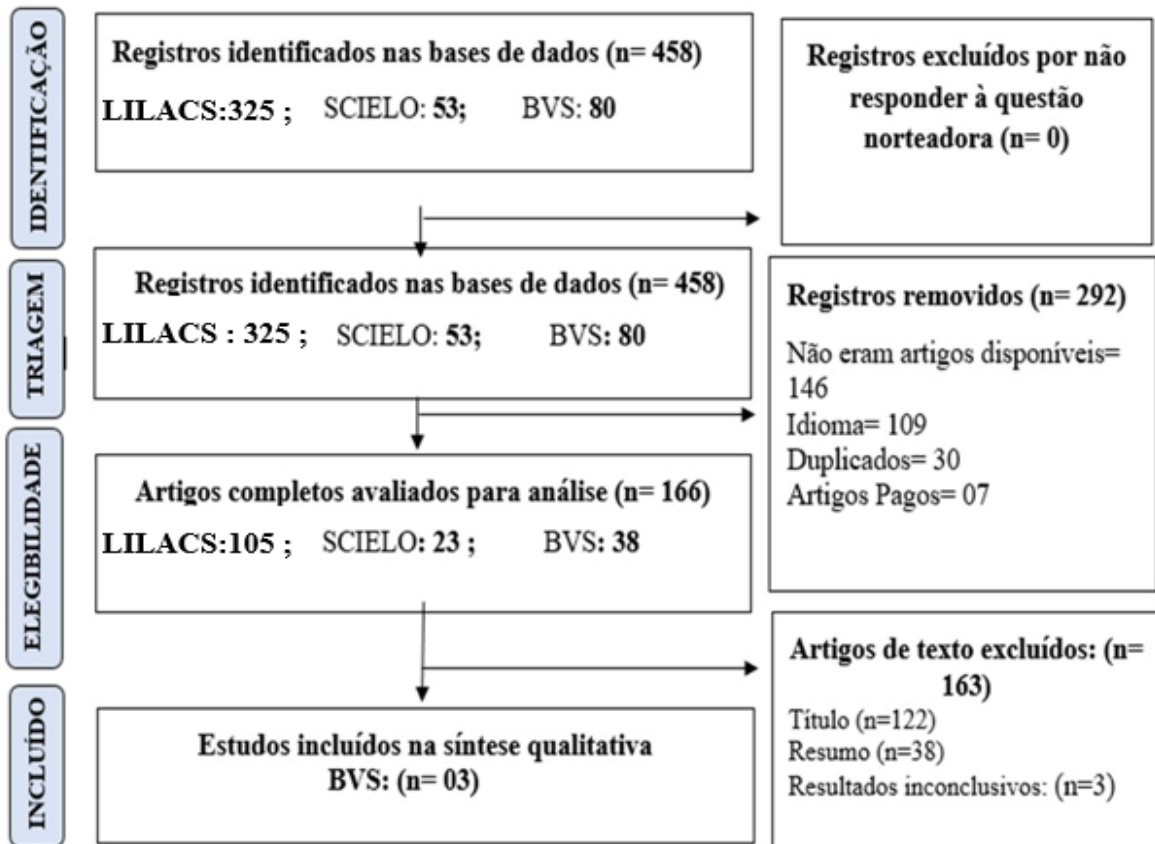 IDENTIFICAÇÃO
Registros identificados nas bases de dados (n= 458)
LILACS:325 ; SCIELO: 53; BVS: 80
Registros excluídos por não
responder à questão
norteadora (n= 0)
TRIAGEM
Registros identificados nas bases de dados (n= 458)
LILACS : 325 ; SCIELO: 53; BVS: 80
Registros removidos (n= 292)
Não eram artigos disponíveis=
146
Idioma= 109
Duplicados= 30
Artigos Pagos= 07
ELEGIBILIDADE
Artigos completos avaliados para análise (n= 166)
LILACS:105 ; SCIELO: 23 ; BVS: 38
Artigos de texto excluídos: (n=
163)
Título (n=122)
Resumo (n=38)
Resultados inconclusivos: (n=3)
INCLUÍDO
Estudos incluídos na síntese qualitativa
BVS: (n= 03)